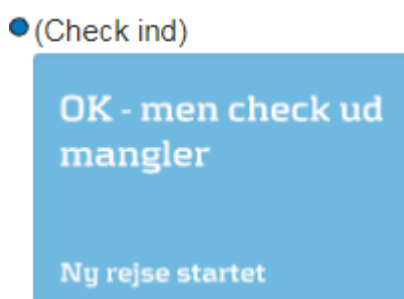 (Check ind)
OK - men check ud
mangler
Ny rejse startet